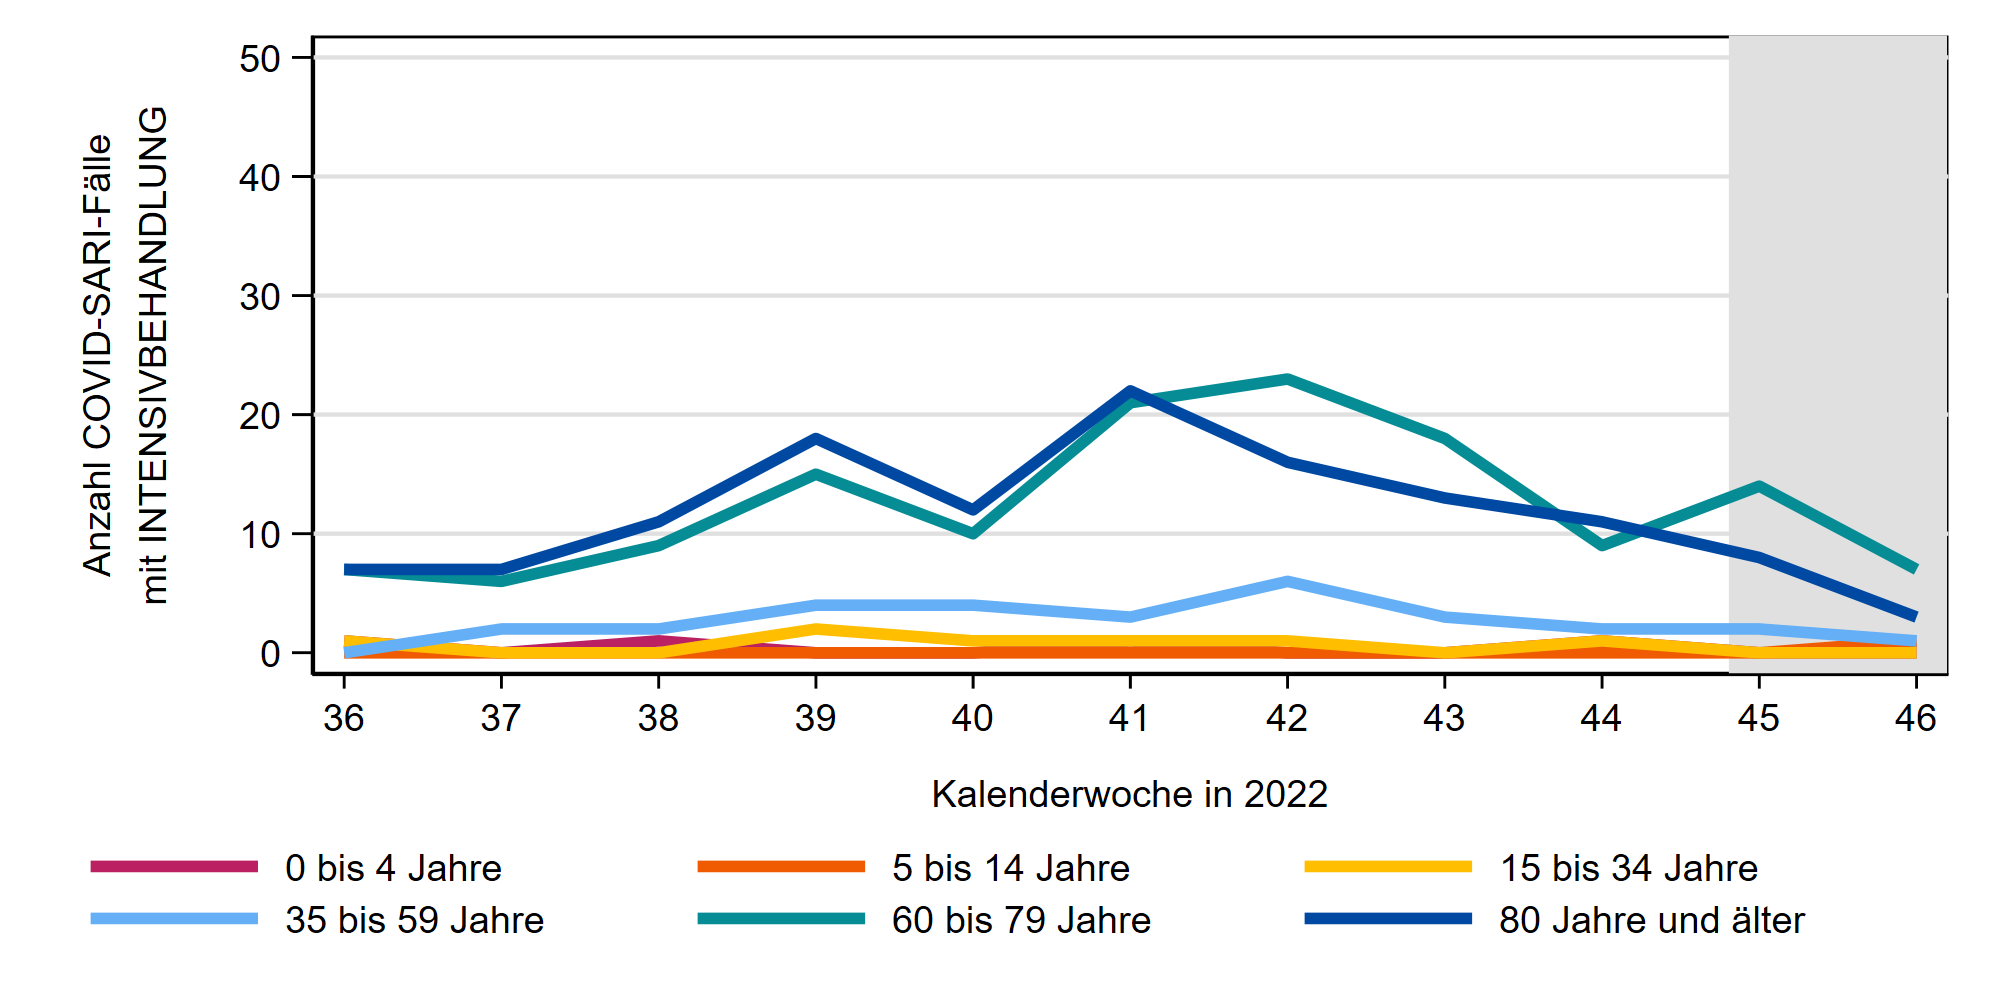 Anzahl COVID-SARI-Fälle
mit INTENSIVBEHANDLUNG
50
40
30
20
10
0
36 37 38 39 40 41 42 43 44 45 46
Kalenderwoche in 2022
0 bis 4 Jahre 5 bis 14 Jahre 15 bis 34 Jahre
35 bis 59 Jahre 60 bis 79 Jahre 80 Jahre und älter